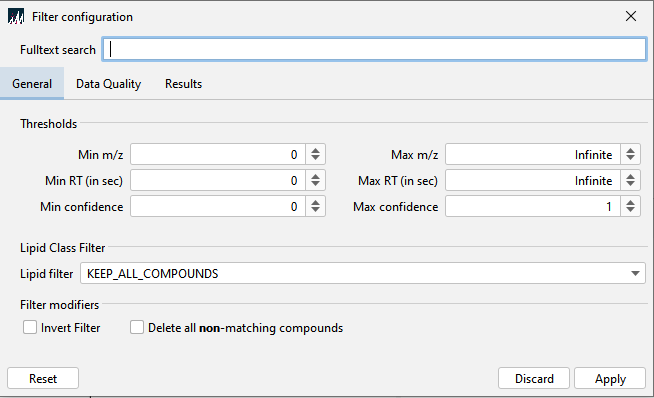 Filter configuration
Fulltext search
General Data Quality Results
Thresholds
Min m/z 0 Max m/z Infinite
Min RT (in sec) 0 Max RT (in sec) Infinite
Min confidence 0 Max confidence 1
Lipid Class Filter
Lipid filter KEEP_ALL_COMPOUNDS
Filter modifiers
Invert Filter Delete all non-matching compounds
Reset Discard Apply